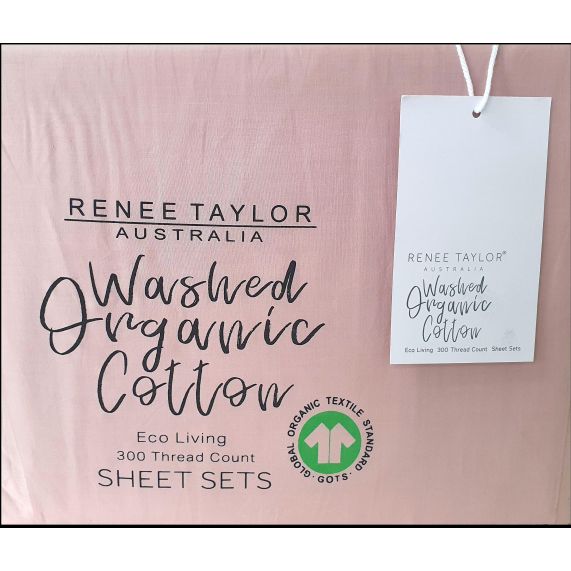 RENEE TAYLOR
AUSTRALIA
Washed
Organic
Cotton
Eco Living
300 Thread Count
SHEET SETS
GLOBAL ORGANIC TEXTILE STANDARD
· GOTS ·
RENEE TAYLOR®
AUSTRALIA
Washed
Organic
Cotton
Eco Living 300 Thread Count Sheet Sets